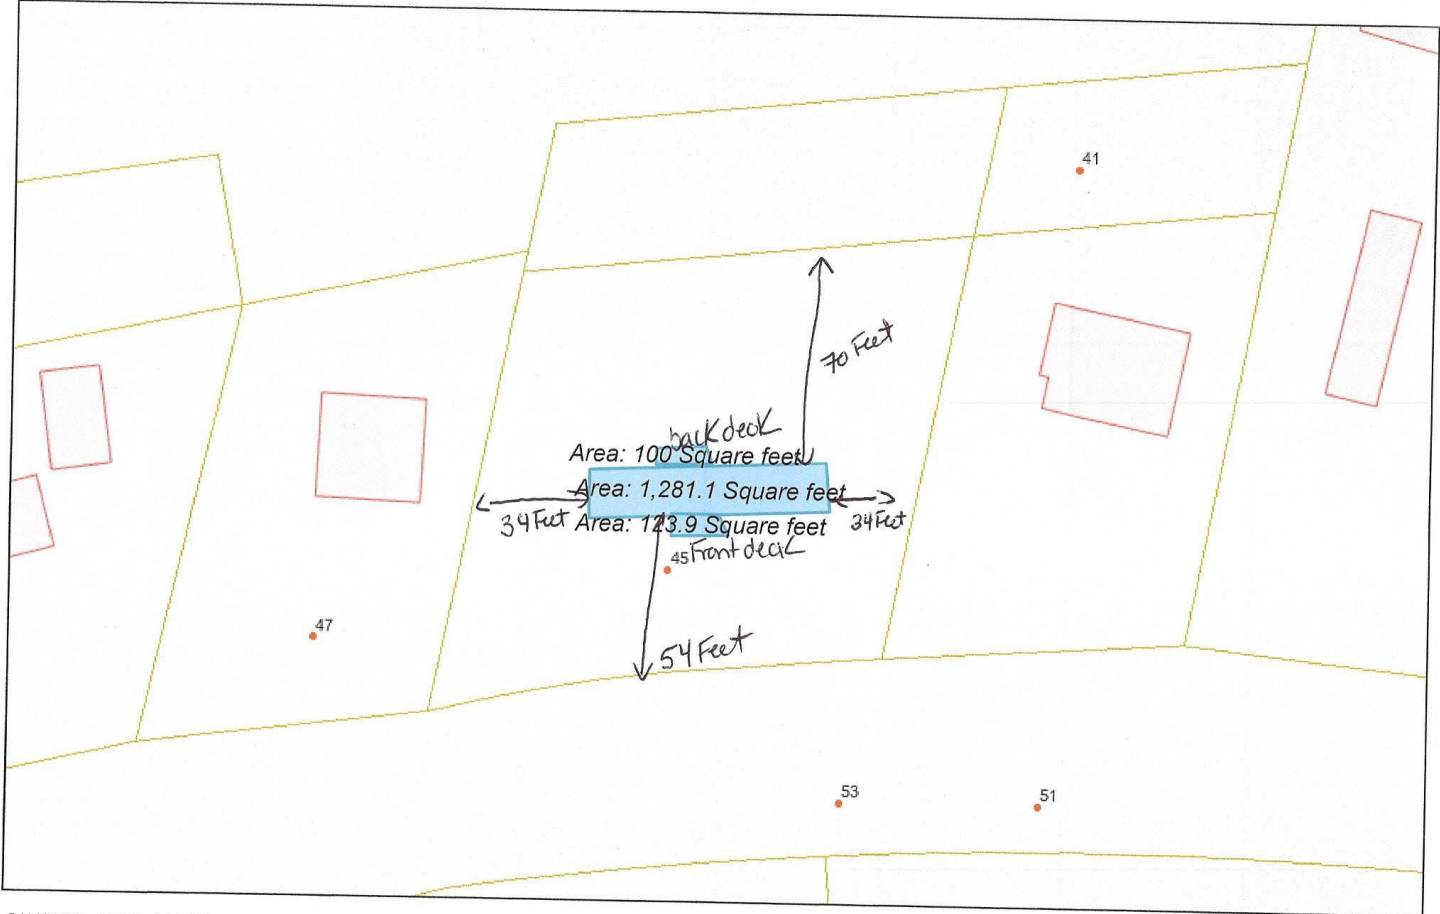 41
70 Feet
back deck
Area: 100 Square feet
Area: 1,281.1 Square feet
34 Feet
Area: 123.9 Square feet
34 Feet
45
Front deck
47
54 Feet
53
51